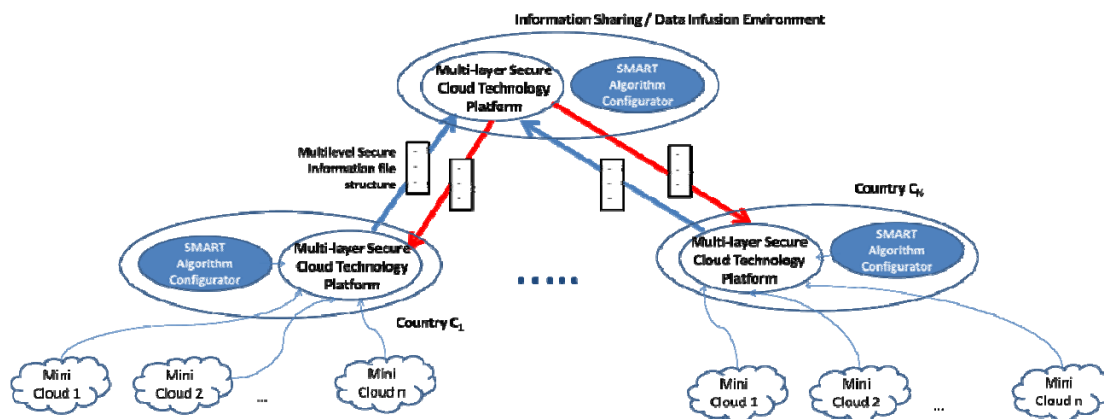 Information Sharing / Data Infusion Environment
Multi-layer Secure
Cloud Technology
Platform
SMART
Algorithm
Configurator
Multilevel Secure
Information file
structure
Country C_N
SMART
Algorithm
Configurator
Multi-layer Secure
Cloud Technology
Platform
Multi-layer Secure
Cloud Technology
Platform
SMART
Algorithm
Configurator
Country C_1
Mini
Cloud 1
Mini
Cloud 2
...
Mini
Cloud n
Mini
Cloud 1
Mini
Cloud 2
...
Mini
Cloud n